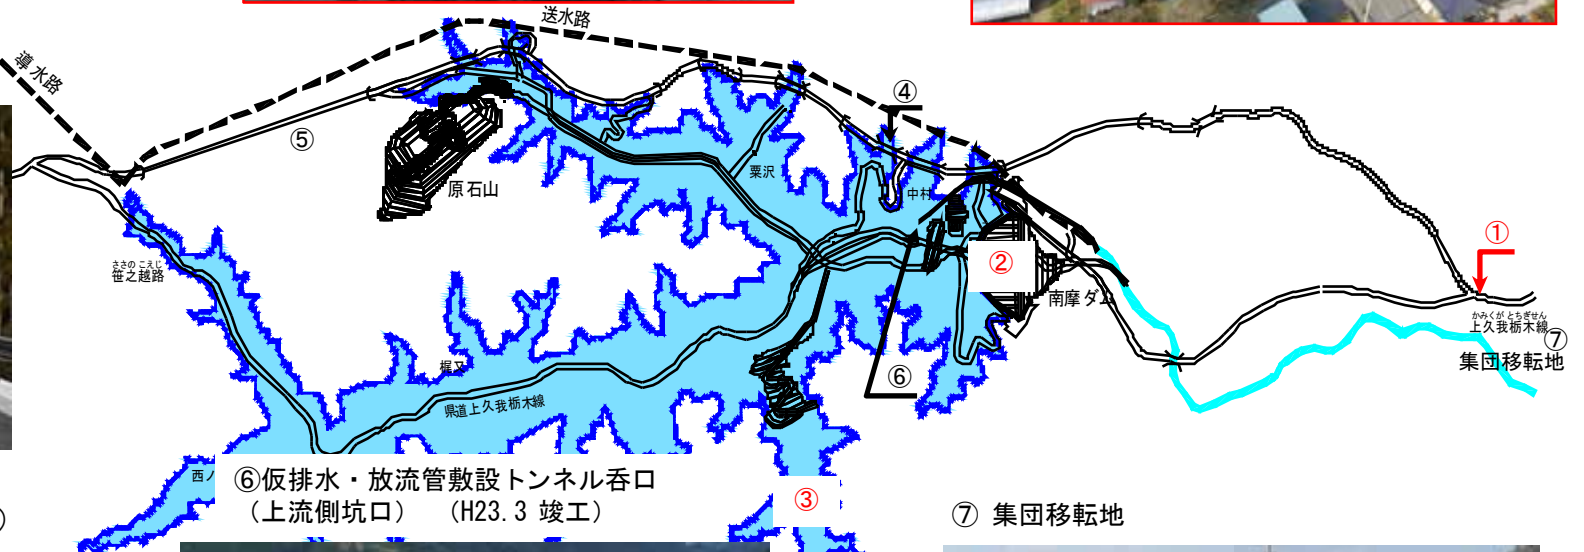 送水路
導水路
④
⑤
粟沢
原石山
中村
①
②
ささの こえじ
笹之越路
南摩ダム
かみくが とちぎせん
上久我栃木線
⑦
集団移転地
梶又
⑥
県道上久我栃木線
西ノ
⑥仮排水・放流管敷設トンネル呑口
（上流側坑口）　（H23.3 竣工）
③
⑦ 集団移転地